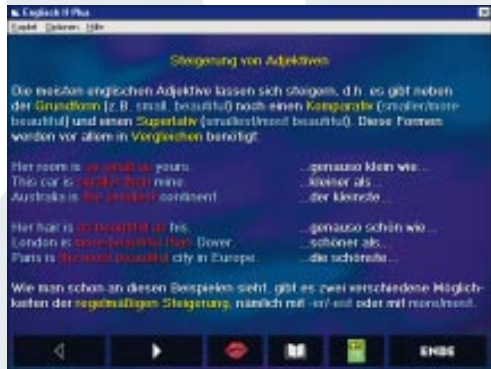 Englisch II Plus
Kapitel Optionen Hilfe
Steigerung von Adjektiven
Die meisten englischen Adjektive lassen sich steigern, d.h. es gibt neben
der Grundform (z.B. small, beautiful) noch einen Komparativ (smaller/more
beautiful) und einen Superlativ (smallest/most beautiful). Diese Formen
werden vor allem in Vergleichen benötigt:
Her room is as small as yours. ...genauso klein wie...
This car is smaller than mine. ...kleiner als...
Australia is the smallest continent. ...der kleinste...
Her hair is as beautiful as his. ...genauso schön wie...
London is more beautiful than Dover. ...schöner als...
Paris is the most beautiful city in Europe. ...die schönste...
Wie man schon an diesen Beispielen sieht, gibt es zwei verschiedene Möglich-
keiten der regelmäßigen Steigerung, nämlich mit -er/-est oder mit more/most.
ENDE